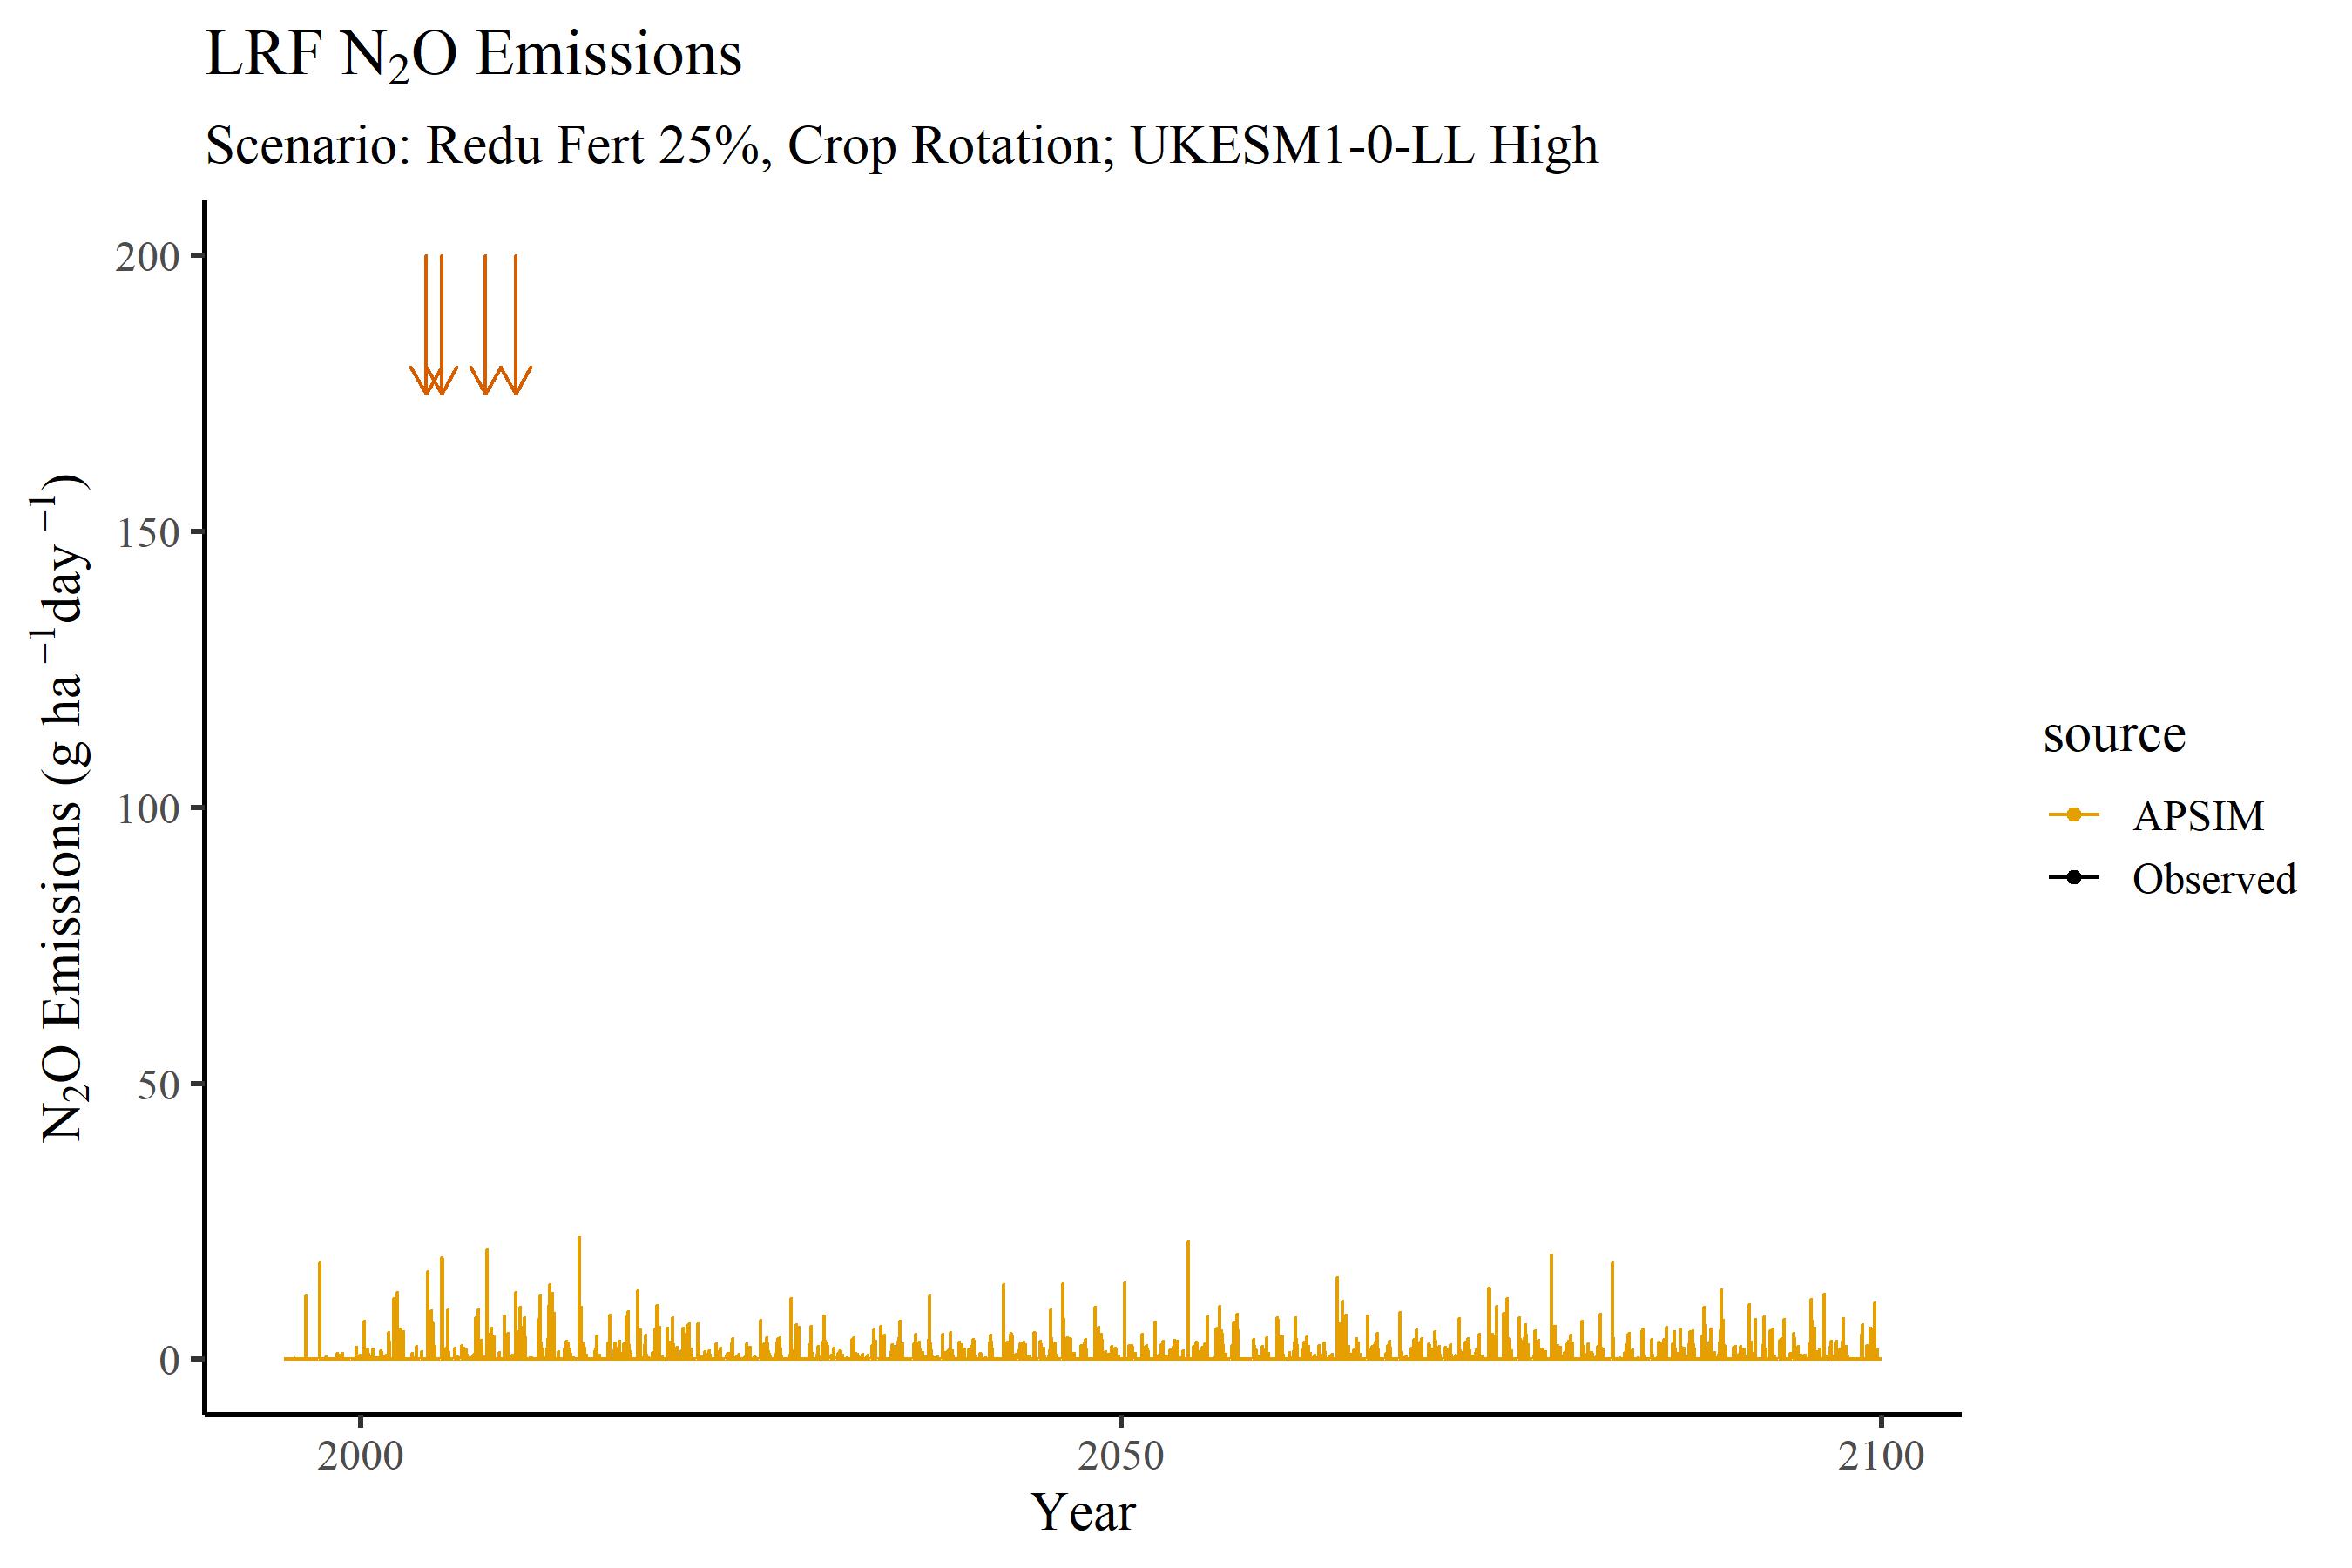 LRF N₂O Emissions
Scenario: Redu Fert 25%, Crop Rotation; UKESM1-0-LL High
N₂O Emissions (g ha ⁻¹day ⁻¹)
200
150
100
50
0
2000
2050
2100
Year
source
APSIM
Observed